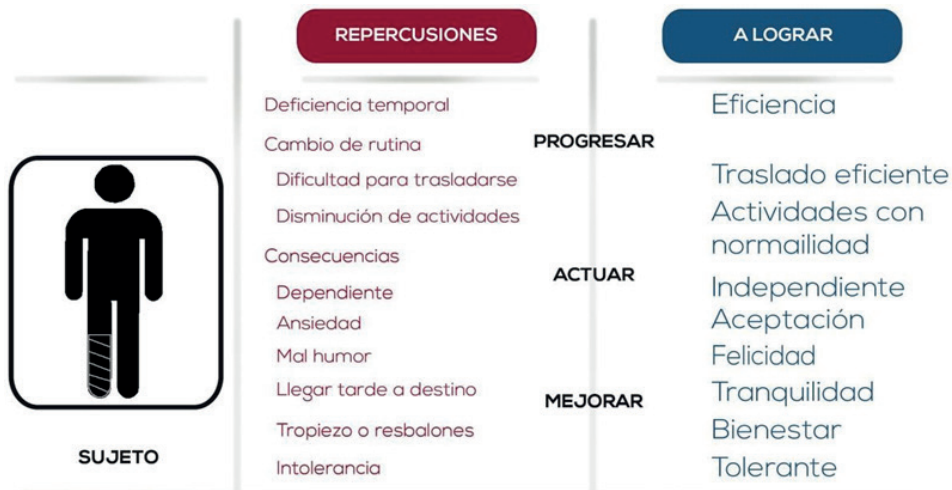 REPERCUSIONES
A LOGRAR
Deficiencia temporal
Cambio de rutina
Dificultad para trasladarse
Disminución de actividades
Consecuencias
Dependiente
Ansiedad
Mal humor
Llegar tarde a destino
Tropiezo o resbalones
Intolerancia
PROGRESAR
ACTUAR
MEJORAR
Eficiencia
Traslado eficiente
Actividades con
normailidad
Independiente
Aceptación
Felicidad
Tranquilidad
Bienestar
Tolerante
SUJETO